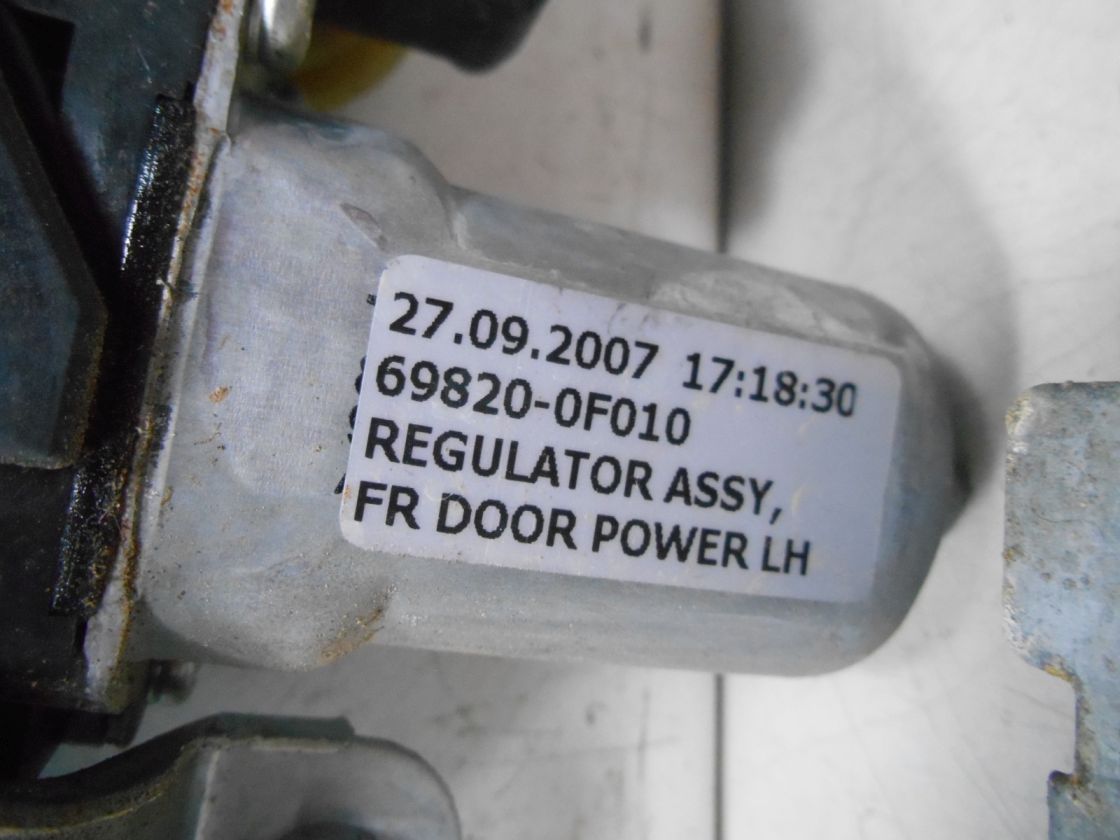 27.09.2007 17:18:30
69820-0F010
REGULATOR ASSY,
FR DOOR POWER LH